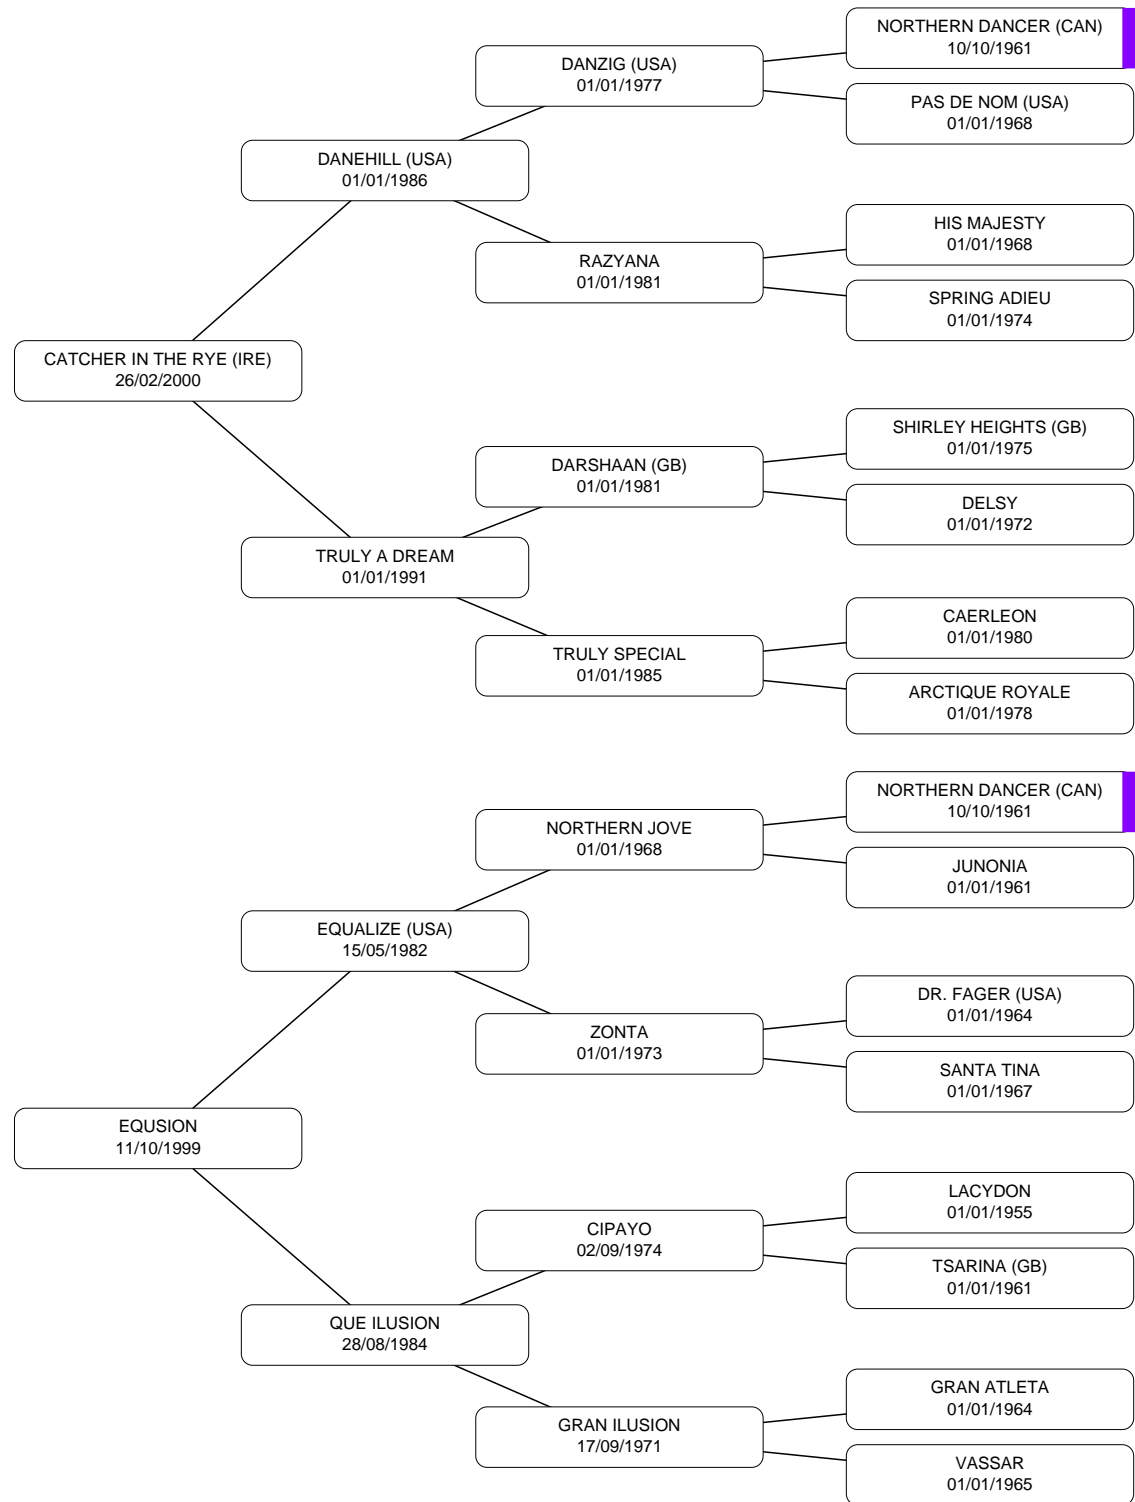 NORTHERN DANCER (CAN)
10/10/1961
DANZIG (USA)
01/01/1977
PAS DE NOM (USA)
01/01/1968
DANEHILL (USA)
01/01/1986
HIS MAJESTY
01/01/1968
RAZYANA
01/01/1981
SPRING ADIEU
01/01/1974
CATCHER IN THE RYE (IRE)
26/02/2000
SHIRLEY HEIGHTS (GB)
01/01/1975
DARSHAAN (GB)
01/01/1981
DELSY
01/01/1972
TRULY A DREAM
01/01/1991
CAERLEON
01/01/1980
TRULY SPECIAL
01/01/1985
ARCTIQUE ROYALE
01/01/1978
NORTHERN DANCER (CAN)
10/10/1961
NORTHERN JOVE
01/01/1968
JUNONIA
01/01/1961
EQUALIZE (USA)
15/05/1982
DR. FAGER (USA)
01/01/1964
ZONTA
01/01/1973
SANTA TINA
01/01/1967
EQUSION
11/10/1999
LACYDON
01/01/1955
CIPAYO
02/09/1974
TSARINA (GB)
01/01/1961
QUE ILUSION
28/08/1984
GRAN ATLETA
01/01/1964
GRAN ILUSION
17/09/1971
VASSAR
01/01/1965